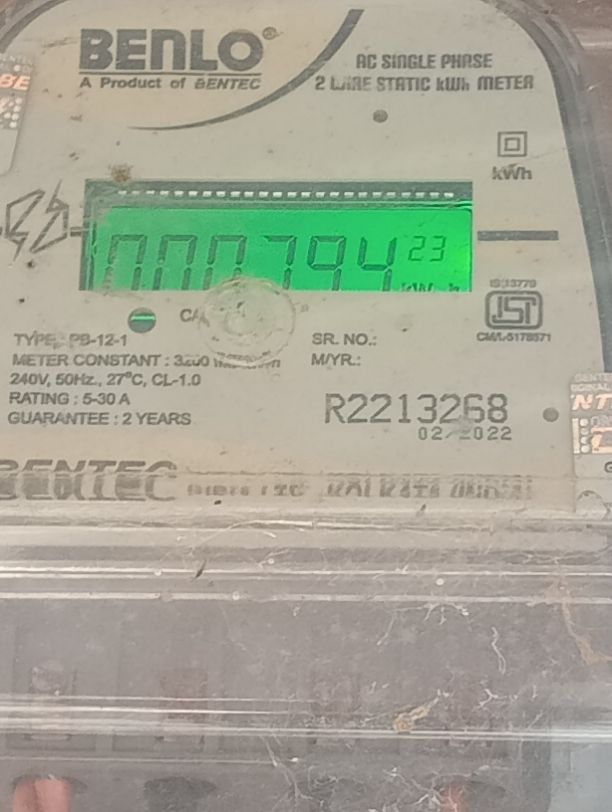 BENLO®
A Product of BENTEC
AC SINGLE PHASE
2 WIRE STATIC kWh METER
kWh
000794 23
kW h
IS:13779
CM/L-5178571
TYPE: PB-12-1
METER CONSTANT : 3200
240V, 50Hz., 27°C, CL-1.0
RATING : 5-30 A
GUARANTEE : 2 YEARS
SR. NO.:
M/YR.:
R2213268
02/2022
BENTEC